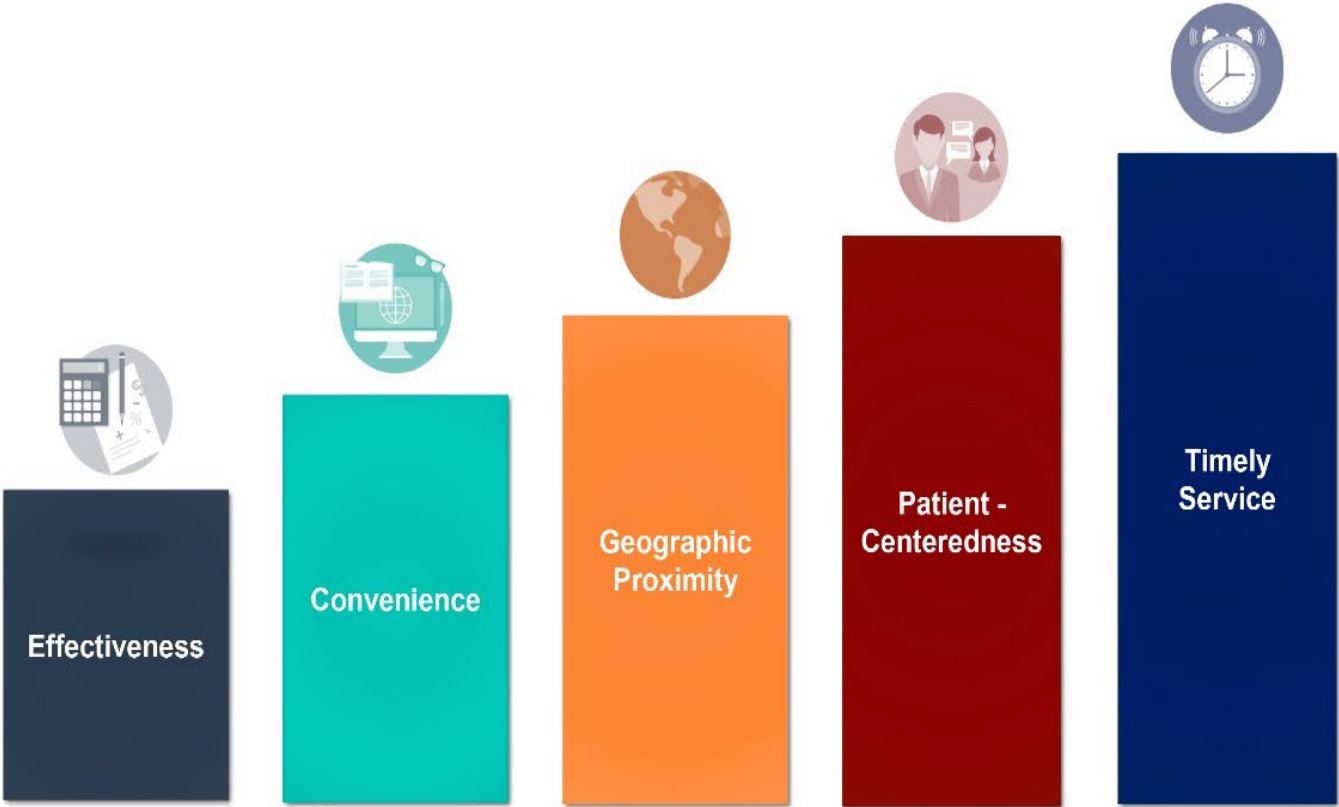 Effectiveness
Convenience
Geographic
Proximity
Patient -
Centeredness
Timely
Service